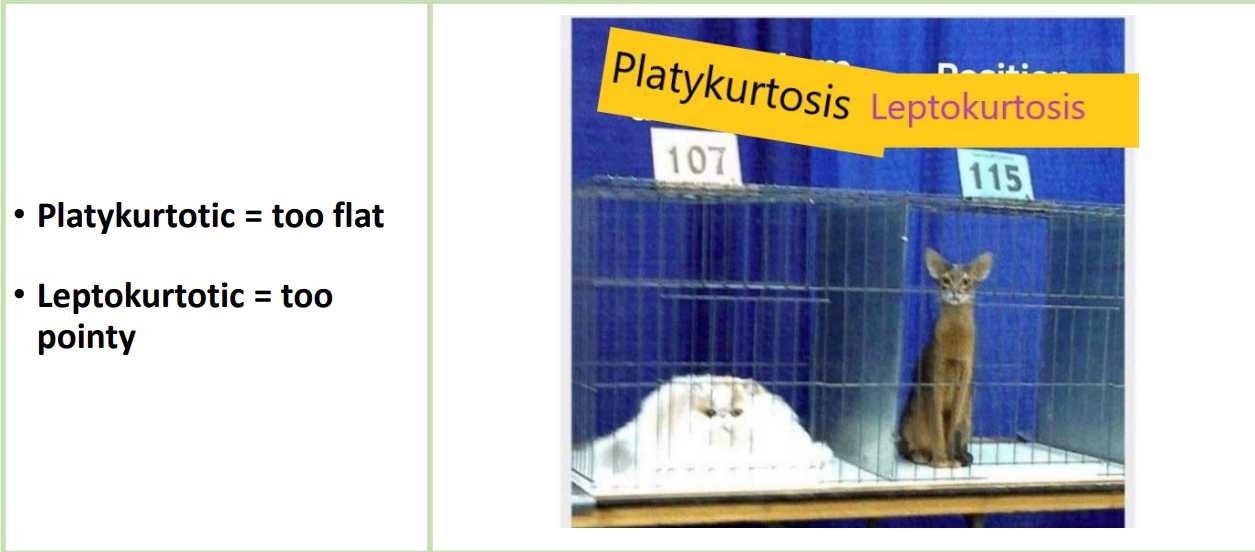 • Platykurtotic = too flat
• Leptokurtotic = too
pointy
Platykurtosis
Leptokurtosis
107
115